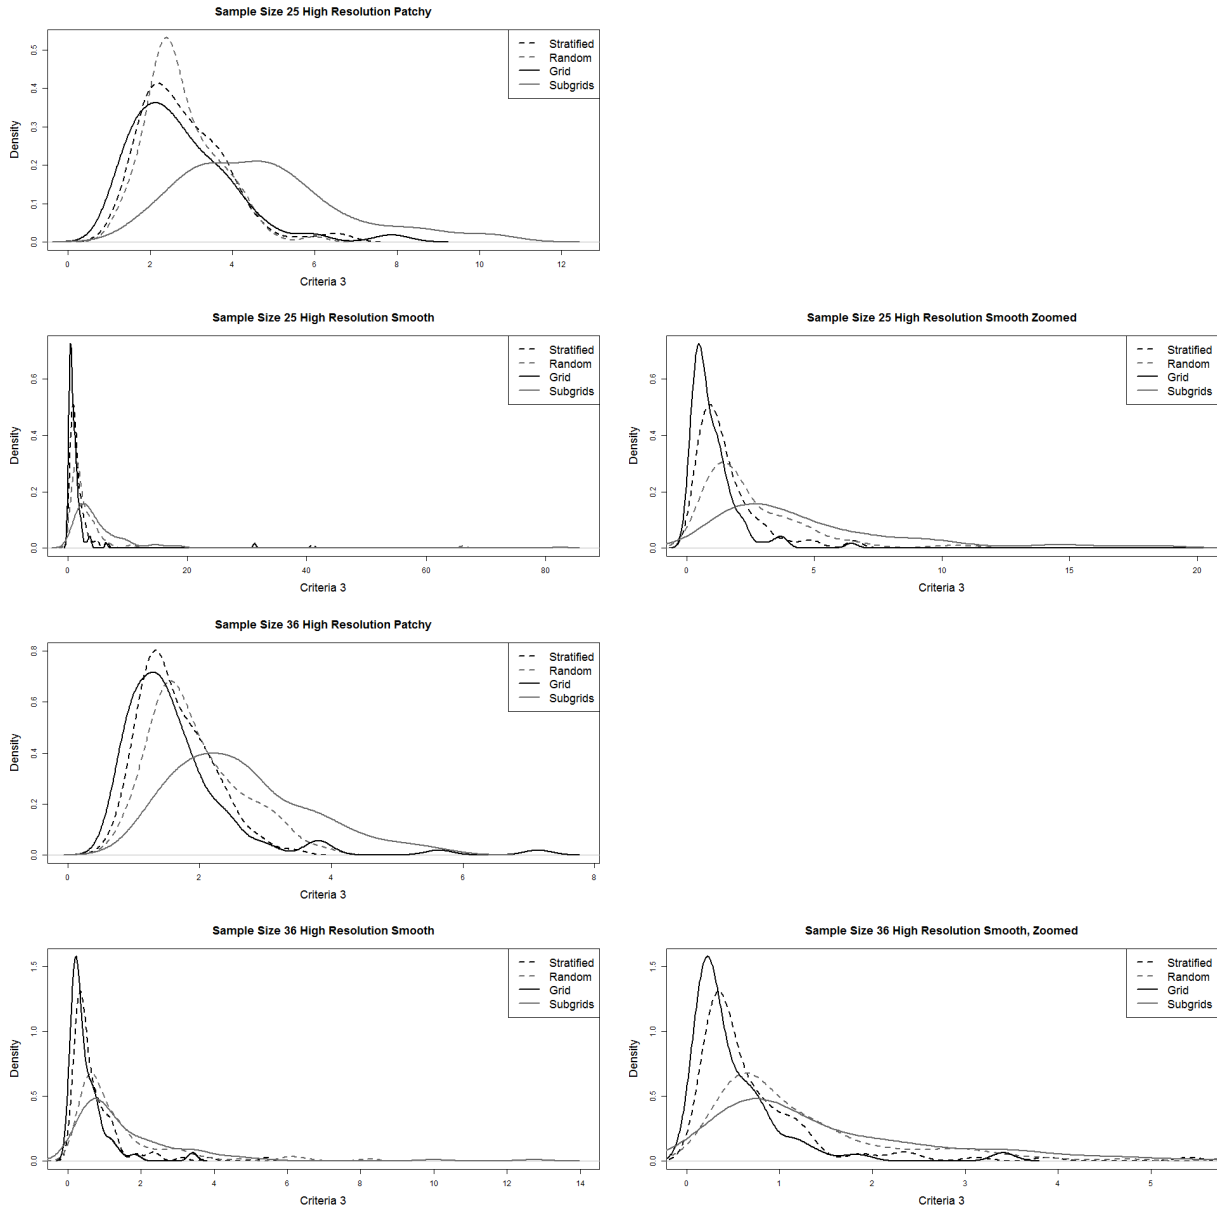 Sample Size 25 High Resolution Patchy
Density
0.0 0.1 0.2 0.3 0.4 0.5
Stratified
Random
Grid
Subgrids
0 2 4 6 8 10 12
Criteria 3
Sample Size 25 High Resolution Smooth
Density
0.0 0.2 0.4 0.6
Stratified
Random
Grid
Subgrids
0 20 40 60 80
Criteria 3
Sample Size 25 High Resolution Smooth Zoomed
Density
0.0 0.2 0.4 0.6
Stratified
Random
Grid
Subgrids
0 5 10 15 20
Criteria 3
Sample Size 36 High Resolution Patchy
Density
0.0 0.2 0.4 0.6 0.8
Stratified
Random
Grid
Subgrids
0 2 4 6 8
Criteria 3
Sample Size 36 High Resolution Smooth
Density
0.0 0.5 1.0 1.5
Stratified
Random
Grid
Subgrids
0 2 4 6 8 10 12 14
Criteria 3
Sample Size 36 High Resolution Smooth, Zoomed
Density
0.0 0.5 1.0 1.5
Stratified
Random
Grid
Subgrids
0 1 2 3 4 5
Criteria 3